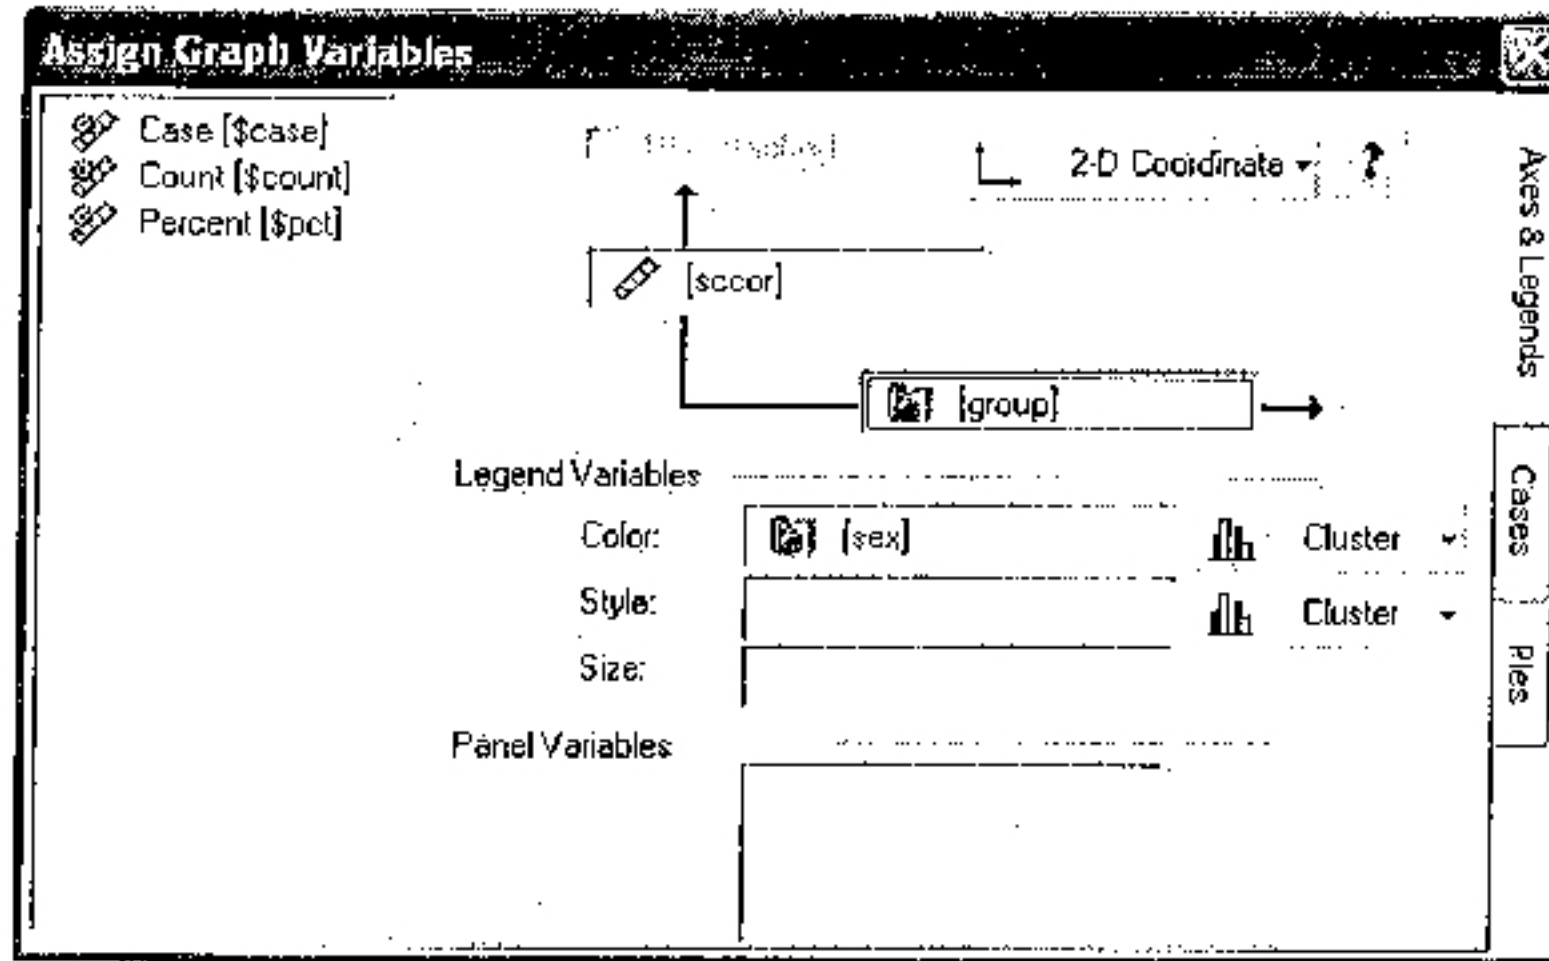 Assign Graph Variables
Case [$case]
Count [$count]
Percent [$pct]
2-D Coordinate
?
[sccor]
[group]
Legend Variables
Color:
[sex]
Cluster
Style:
Cluster
Size:
Panel Variables
Axes & Legends
Cases
Pies